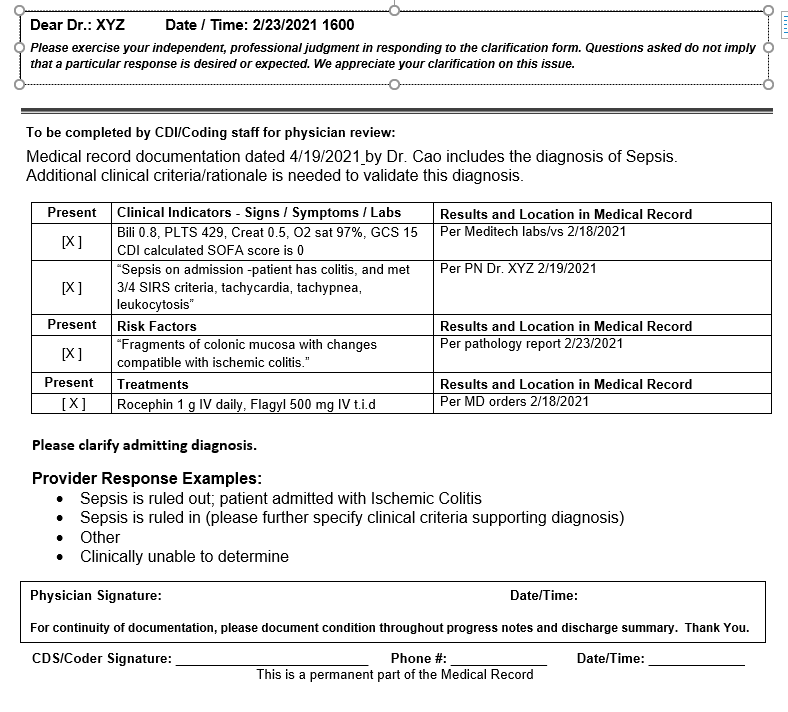 Dear Dr.: XYZ Date / Time: 2/23/2021 1600
Please exercise your independent, professional judgment in responding to the clarification form. Questions asked do not imply
that a particular response is desired or expected. We appreciate your clarification on this issue.
To be completed by CDI/Coding staff for physician review:
Medical record documentation dated 4/19/2021 by Dr. Cao includes the diagnosis of Sepsis.
Additional clinical criteria/rationale is needed to validate this diagnosis.
Present Clinical Indicators - Signs / Symptoms / Labs Results and Location in Medical Record
[X ] Bili 0.8, PLTS 429, Creat 0.5, O2 sat 97%, GCS 15 Per Meditech labs/vs 2/18/2021
CDI calculated SOFA score is 0
[X ] “Sepsis on admission -patient has colitis, and met Per PN Dr. XYZ 2/19/2021
3/4 SIRS criteria, tachycardia, tachypnea,
leukocytosis”
Present Risk Factors Results and Location in Medical Record
[X ] “Fragments of colonic mucosa with changes Per pathology report 2/23/2021
compatible with ischemic colitis.”
Present Treatments Results and Location in Medical Record
[ X ] Rocephin 1 g IV daily, Flagyl 500 mg IV t.i.d Per MD orders 2/18/2021
Please clarify admitting diagnosis.
Provider Response Examples:
• Sepsis is ruled out; patient admitted with Ischemic Colitis
• Sepsis is ruled in (please further specify clinical criteria supporting diagnosis)
• Other
• Clinically unable to determine
Physician Signature: Date/Time:
For continuity of documentation, please document condition throughout progress notes and discharge summary. Thank You.
CDS/Coder Signature: ____________________ Phone #: __________ Date/Time: __________
This is a permanent part of the Medical Record